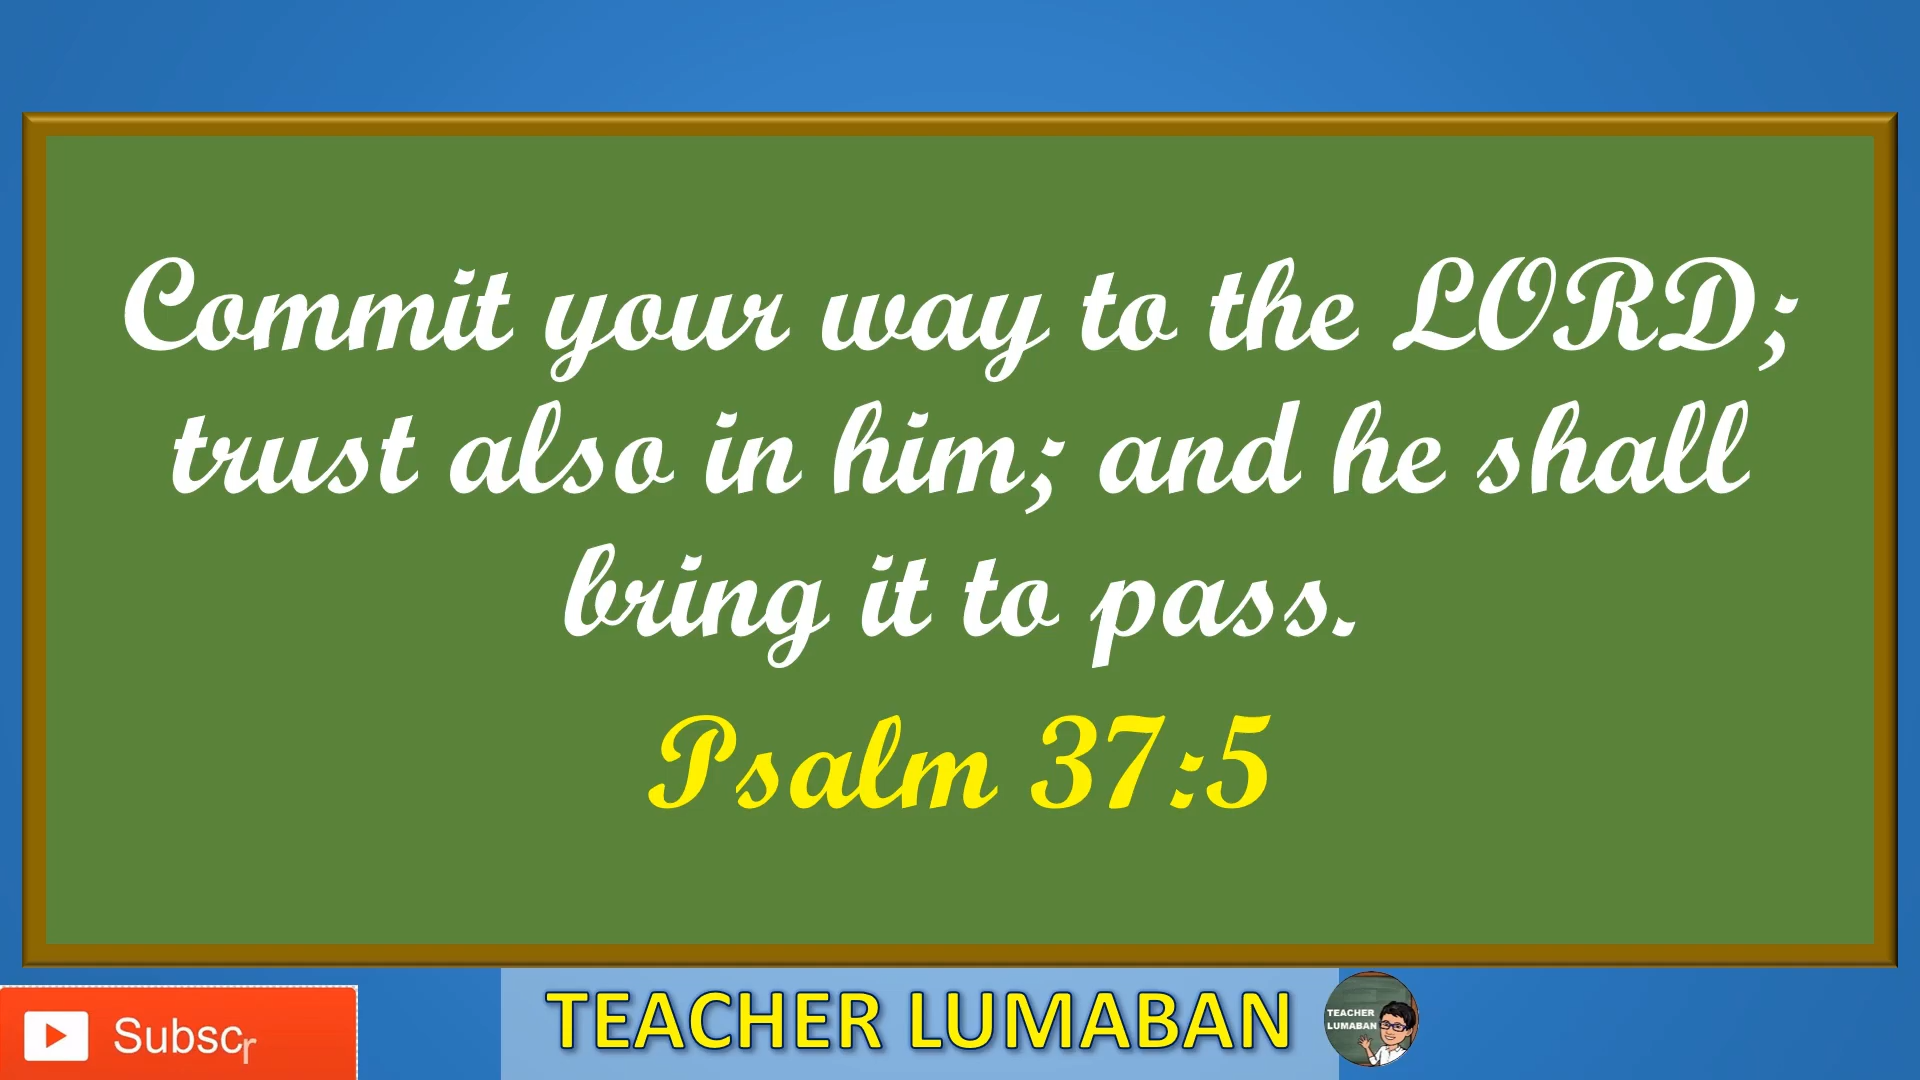 Commit your way to the LORD;
trust also in him; and he shall
bring it to pass.
Psalm 37:5
Subscr
TEACHER LUMABAN
TEACHER
LUMABAN